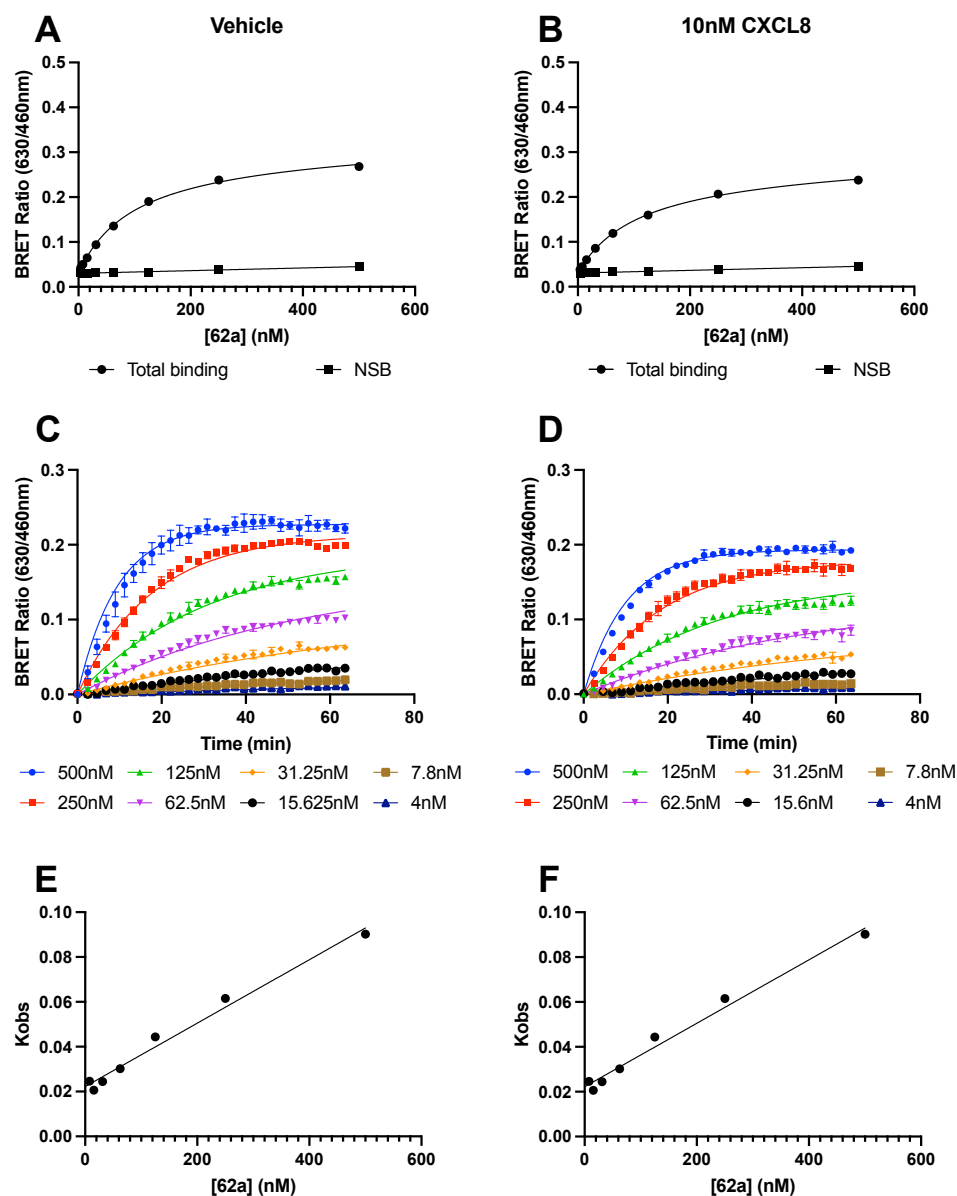 A
Vehicle
BRET Ratio (630/460nm)
0.5
0.4
0.3
0.2
0.1
0.0
0
200
400
600
[62a] (nM)
Total binding
NSB
B
10nM CXCL8
BRET Ratio (630/460nm)
0.5
0.4
0.3
0.2
0.1
0.0
0
200
400
600
[62a] (nM)
Total binding
NSB
C
BRET Ratio (630/460nm)
0.3
0.2
0.1
0.0
0
20
40
60
80
Time (min)
500nM
125nM
31.25nM
7.8nM
250nM
62.5nM
15.625nM
4nM
D
BRET Ratio (630/460nm)
0.3
0.2
0.1
0.0
0
20
40
60
80
Time (min)
500nM
125nM
31.25nM
7.8nM
250nM
62.5nM
15.6nM
4nM
E
Kobs
0.10
0.08
0.06
0.04
0.02
0.00
0
200
400
600
[62a] (nM)
F
Kobs
0.10
0.08
0.06
0.04
0.02
0.00
0
200
400
600
[62a] (nM)